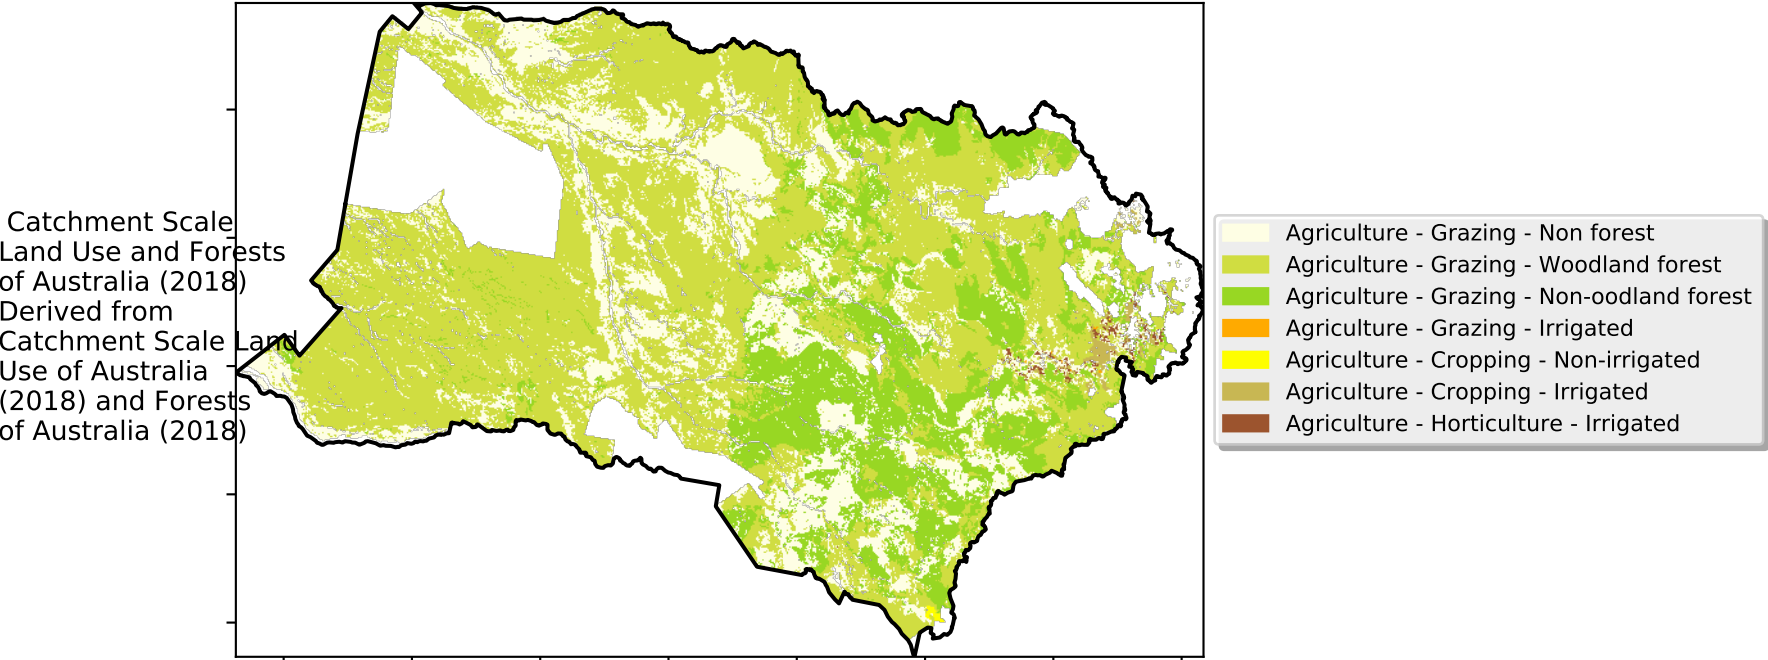 Catchment Scale
Land Use and Forests
of Australia (2018)
Derived from
Catchment Scale Land
Use of Australia
(2018) and Forests
of Australia (2018)
Agriculture - Grazing - Non forest
Agriculture - Grazing - Woodland forest
Agriculture - Grazing - Non-oodland forest
Agriculture - Grazing - Irrigated
Agriculture - Cropping - Non-irrigated
Agriculture - Cropping - Irrigated
Agriculture - Horticulture - Irrigated